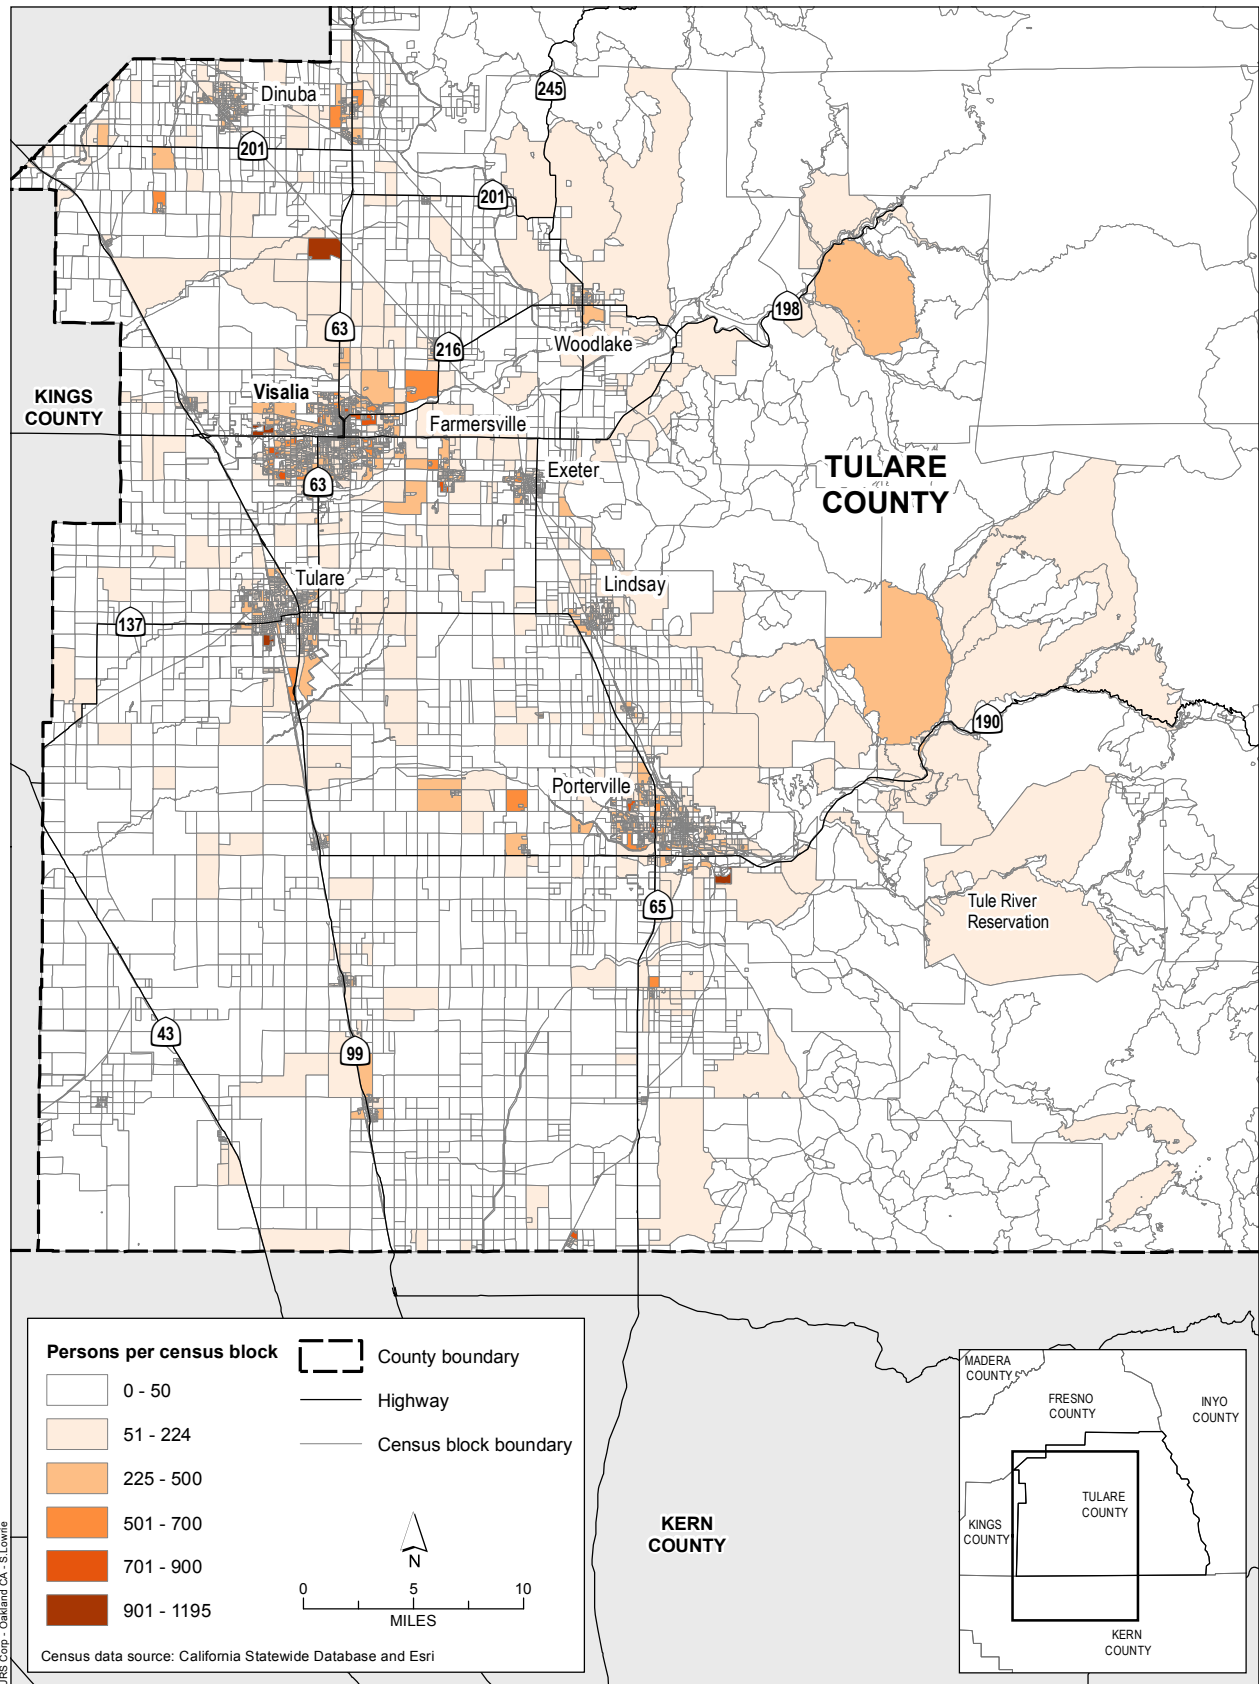 Dinuba
245
201
201
198
63
216
Woodlake
KINGS
COUNTY
Visalia
Farmersville
TULARE
COUNTY
Exeter
63
Tulare
Lindsay
137
190
Porterville
Tule River
Reservation
65
43
99
Persons per census block
0 - 50
51 - 224
225 - 500
501 - 700
701 - 900
901 - 1195
County boundary
Highway
Census block boundary
N
0 5 10
MILES
Census data source: California Statewide Database and Esri
KERN
COUNTY
MADERA
COUNTY
FRESNO
COUNTY
INYO
COUNTY
TULARE
COUNTY
KINGS
COUNTY
KERN
COUNTY
URS Corp - Oakland CA - S.Lowrie